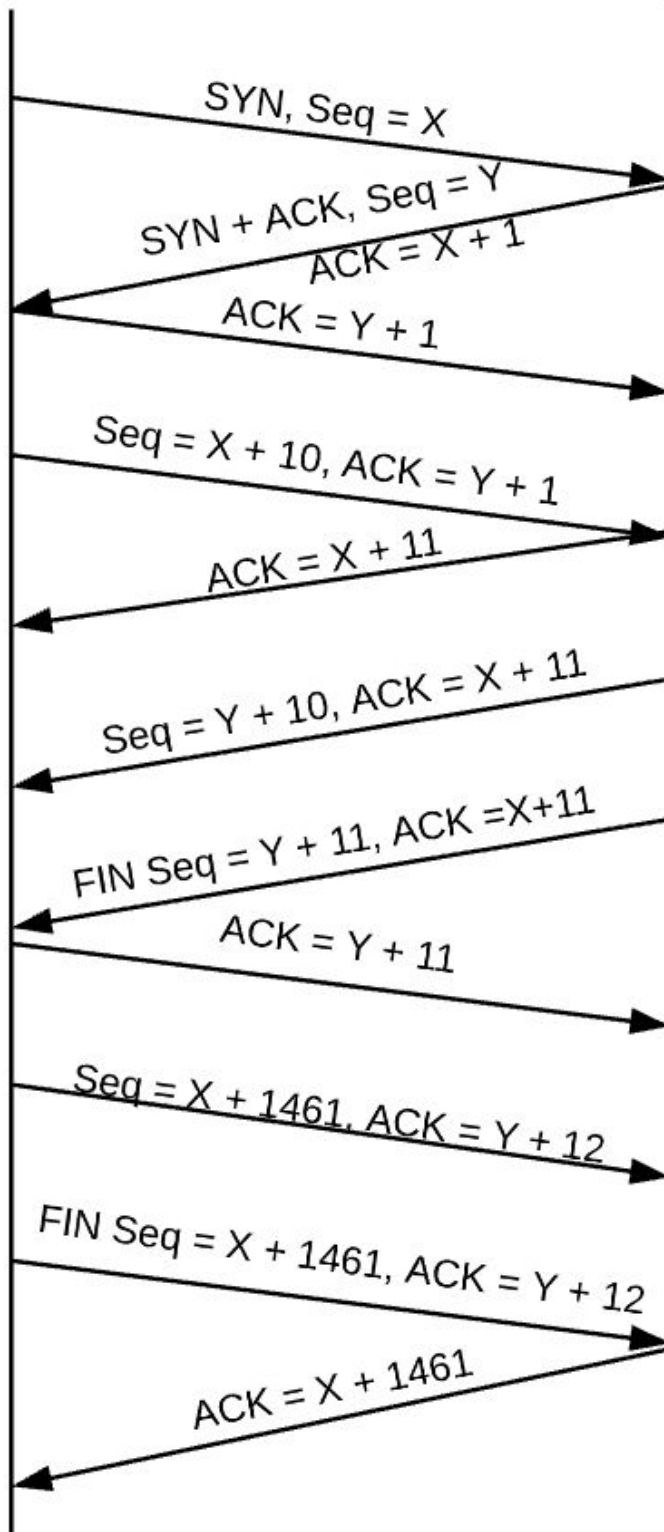 SYN, Seq = X
SYN + ACK, Seq = Y
ACK = X + 1
ACK = Y + 1
Seq = X + 10, ACK = Y + 1
ACK = X + 11
Seq = Y + 10, ACK = X + 11
FIN Seq = Y + 11, ACK =X+11
ACK = Y + 11
Seq = X + 1461, ACK = Y + 12
FIN Seq = X + 1461, ACK = Y + 12
ACK = X + 1461